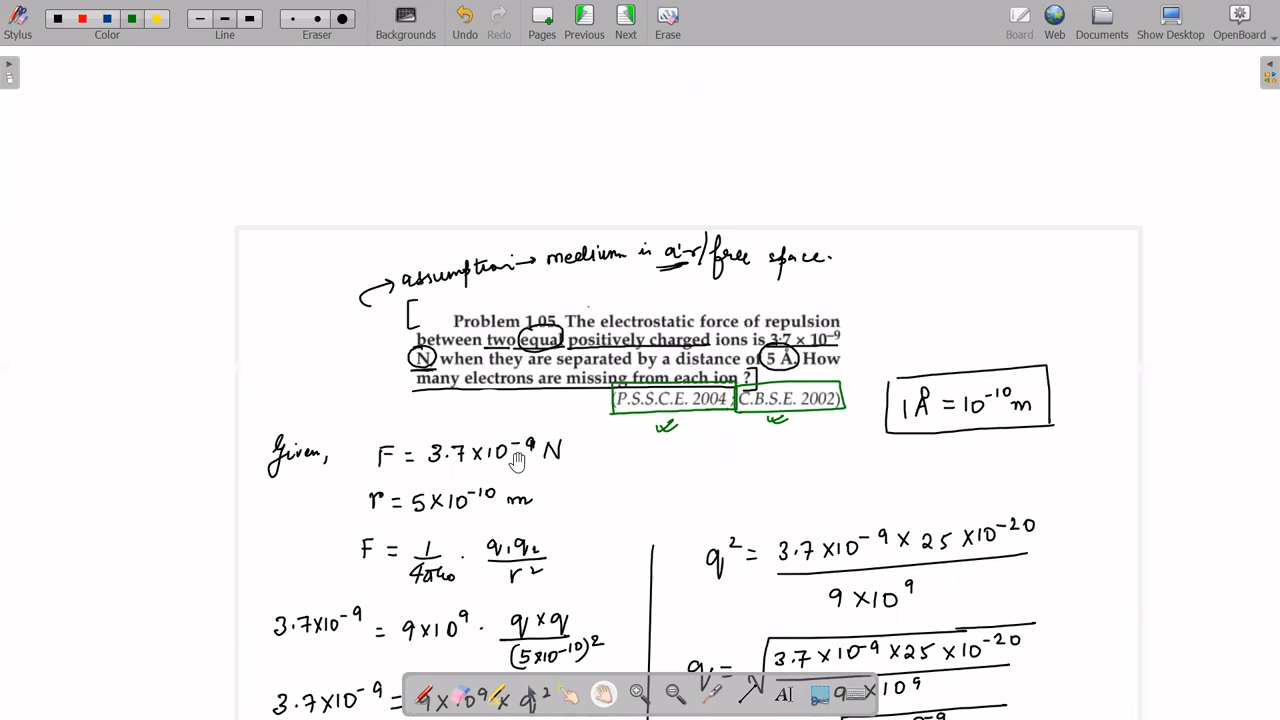 Stylus Color Line Eraser Backgrounds Undo Redo Pages Previous Next Erase Board Web Documents Show Desktop OpenBoard
assumption → medium is air/free space.
Problem 1.05. The electrostatic force of repulsion
between two equal positively charged ions is 3·7 × 10⁻⁹
N when they are separated by a distance of 5 Å. How
many electrons are missing from each ion ?
(P.S.S.C.E. 2004 ; C.B.S.E. 2002)
1 Å = 10⁻¹⁰ m
Given, F = 3.7×10⁻⁹ N
r = 5×10⁻¹⁰ m
F = 1/4πε₀ · q₁q₂/r²
3.7×10⁻⁹ = 9×10⁹ · q×q/(5×10⁻¹⁰)²
3.7×10⁻⁹ = 9×10⁹ × q²
q² = 3.7×10⁻⁹ × 25×10⁻²⁰
9×10⁹
q = √3.7×10⁻⁹×25×10⁻²⁰
9×10⁹
AI